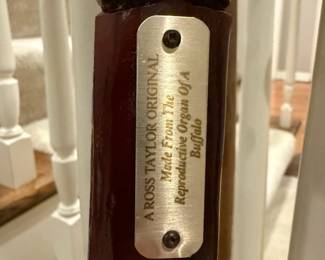 A ROSS TAYLOR ORIGINAL
Made From The
Reproductive Organ Of A
Buffalo